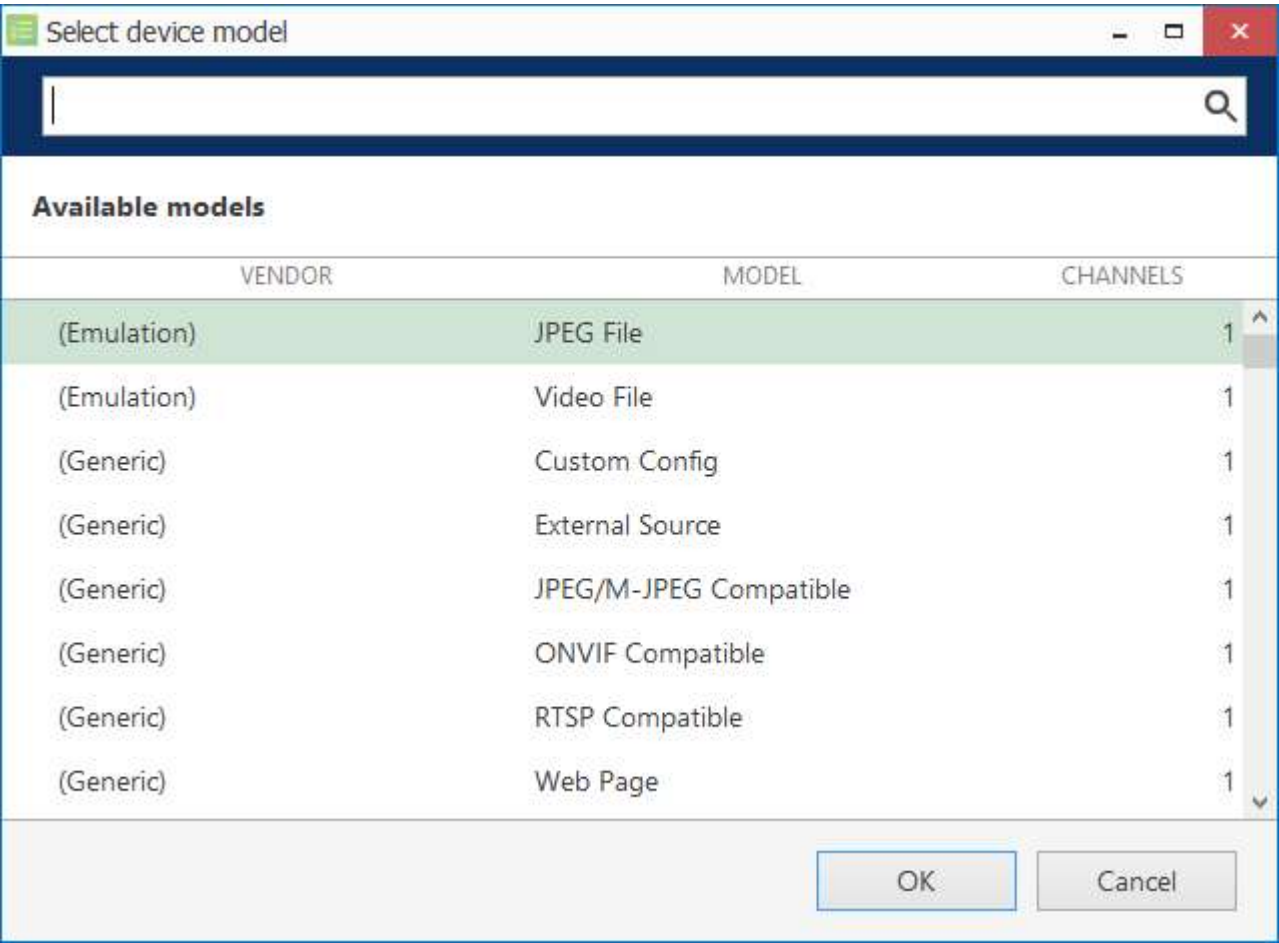 Select device model
Available models
VENDOR MODEL CHANNELS
(Emulation) JPEG File 1
(Emulation) Video File 1
(Generic) Custom Config 1
(Generic) External Source 1
(Generic) JPEG/M-JPEG Compatible 1
(Generic) ONVIF Compatible 1
(Generic) RTSP Compatible 1
(Generic) Web Page 1
OK Cancel